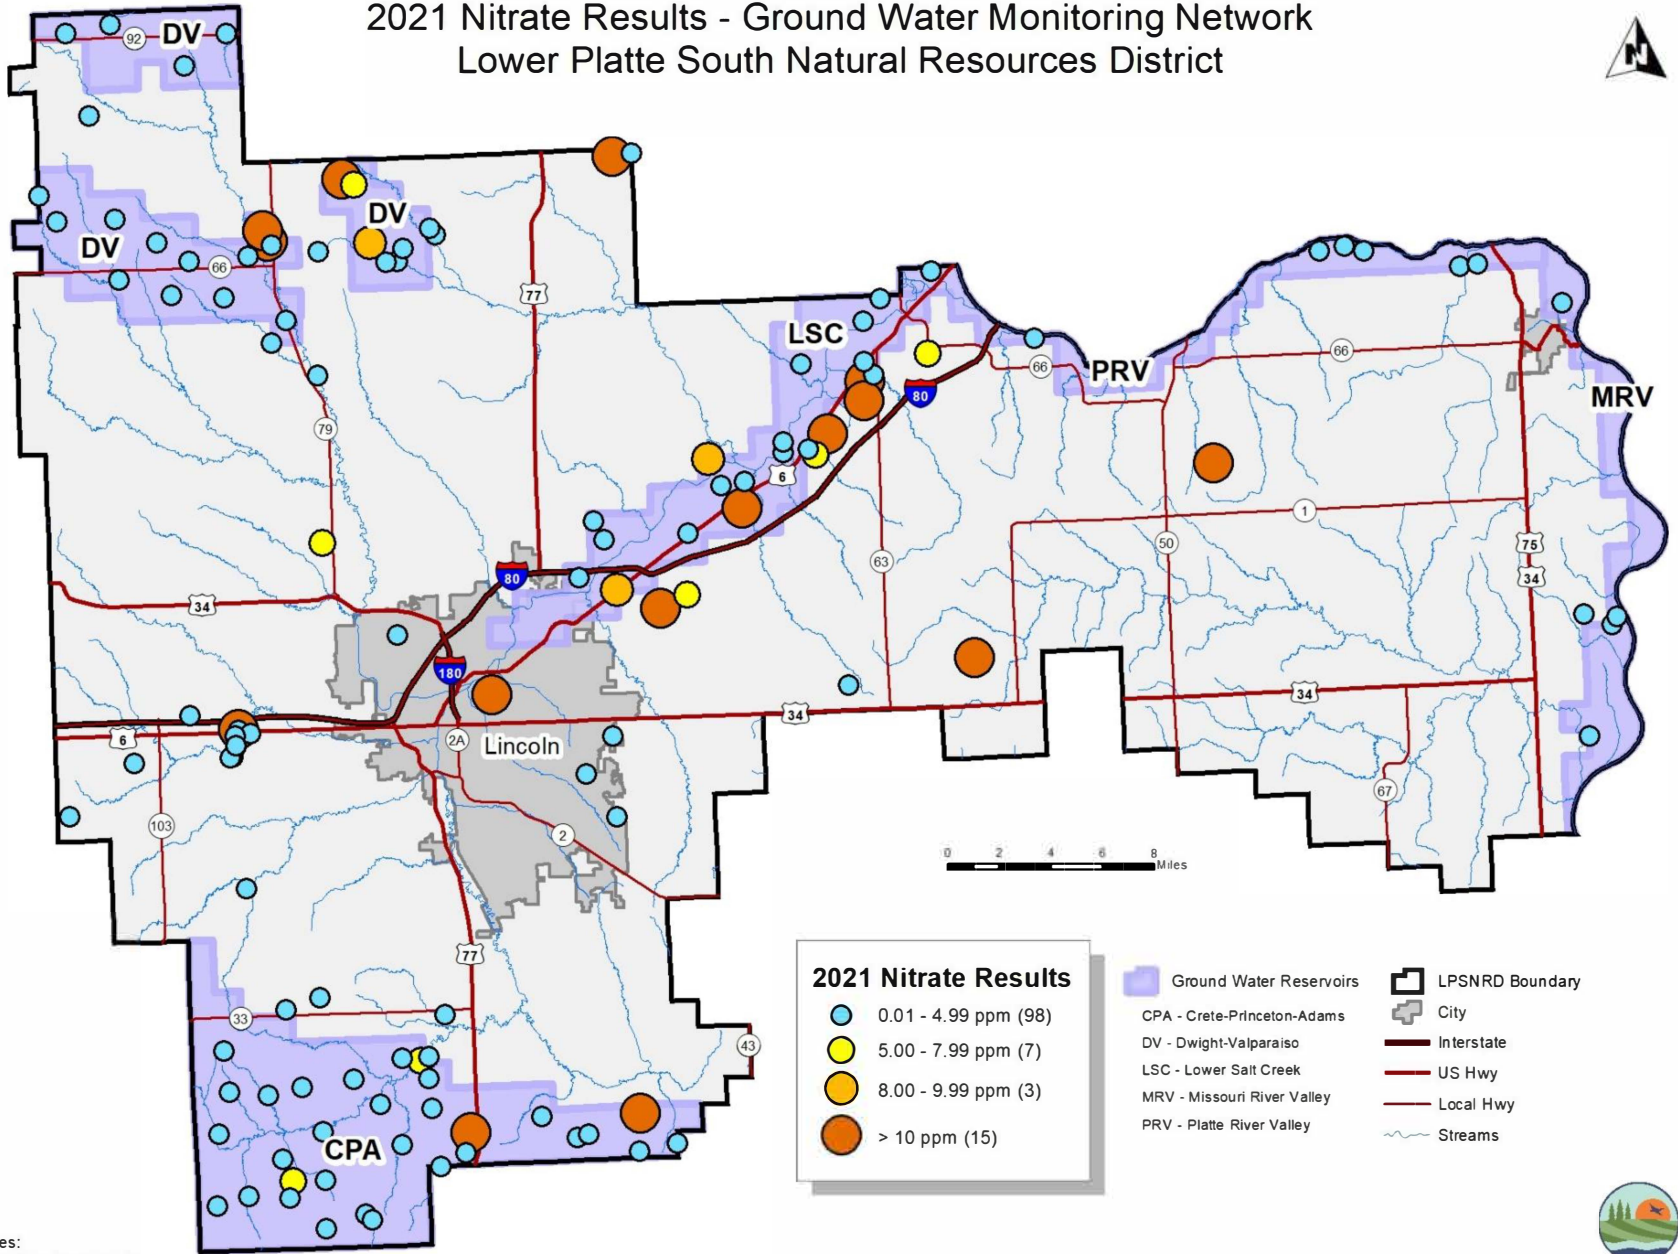 2021 Nitrate Results - Ground Water Monitoring Network
Lower Platte South Natural Resources District
N
92
DV
DV
DV
66
77
79
LSC
80
66
PRV
66
MRV
6
63
50
1
75
34
80
34
180
6
2A
Lincoln
34
34
67
103
2
0 2 4 6 8
Miles
77
33
43
CPA
2021 Nitrate Results
0.01 - 4.99 ppm (98)
5.00 - 7.99 ppm (7)
8.00 - 9.99 ppm (3)
> 10 ppm (15)
Ground Water Reservoirs
CPA - Crete-Princeton-Adams
DV - Dwight-Valparaiso
LSC - Lower Salt Creek
MRV - Missouri River Valley
PRV - Platte River Valley
LPSNRD Boundary
City
Interstate
US Hwy
Local Hwy
Streams
es: